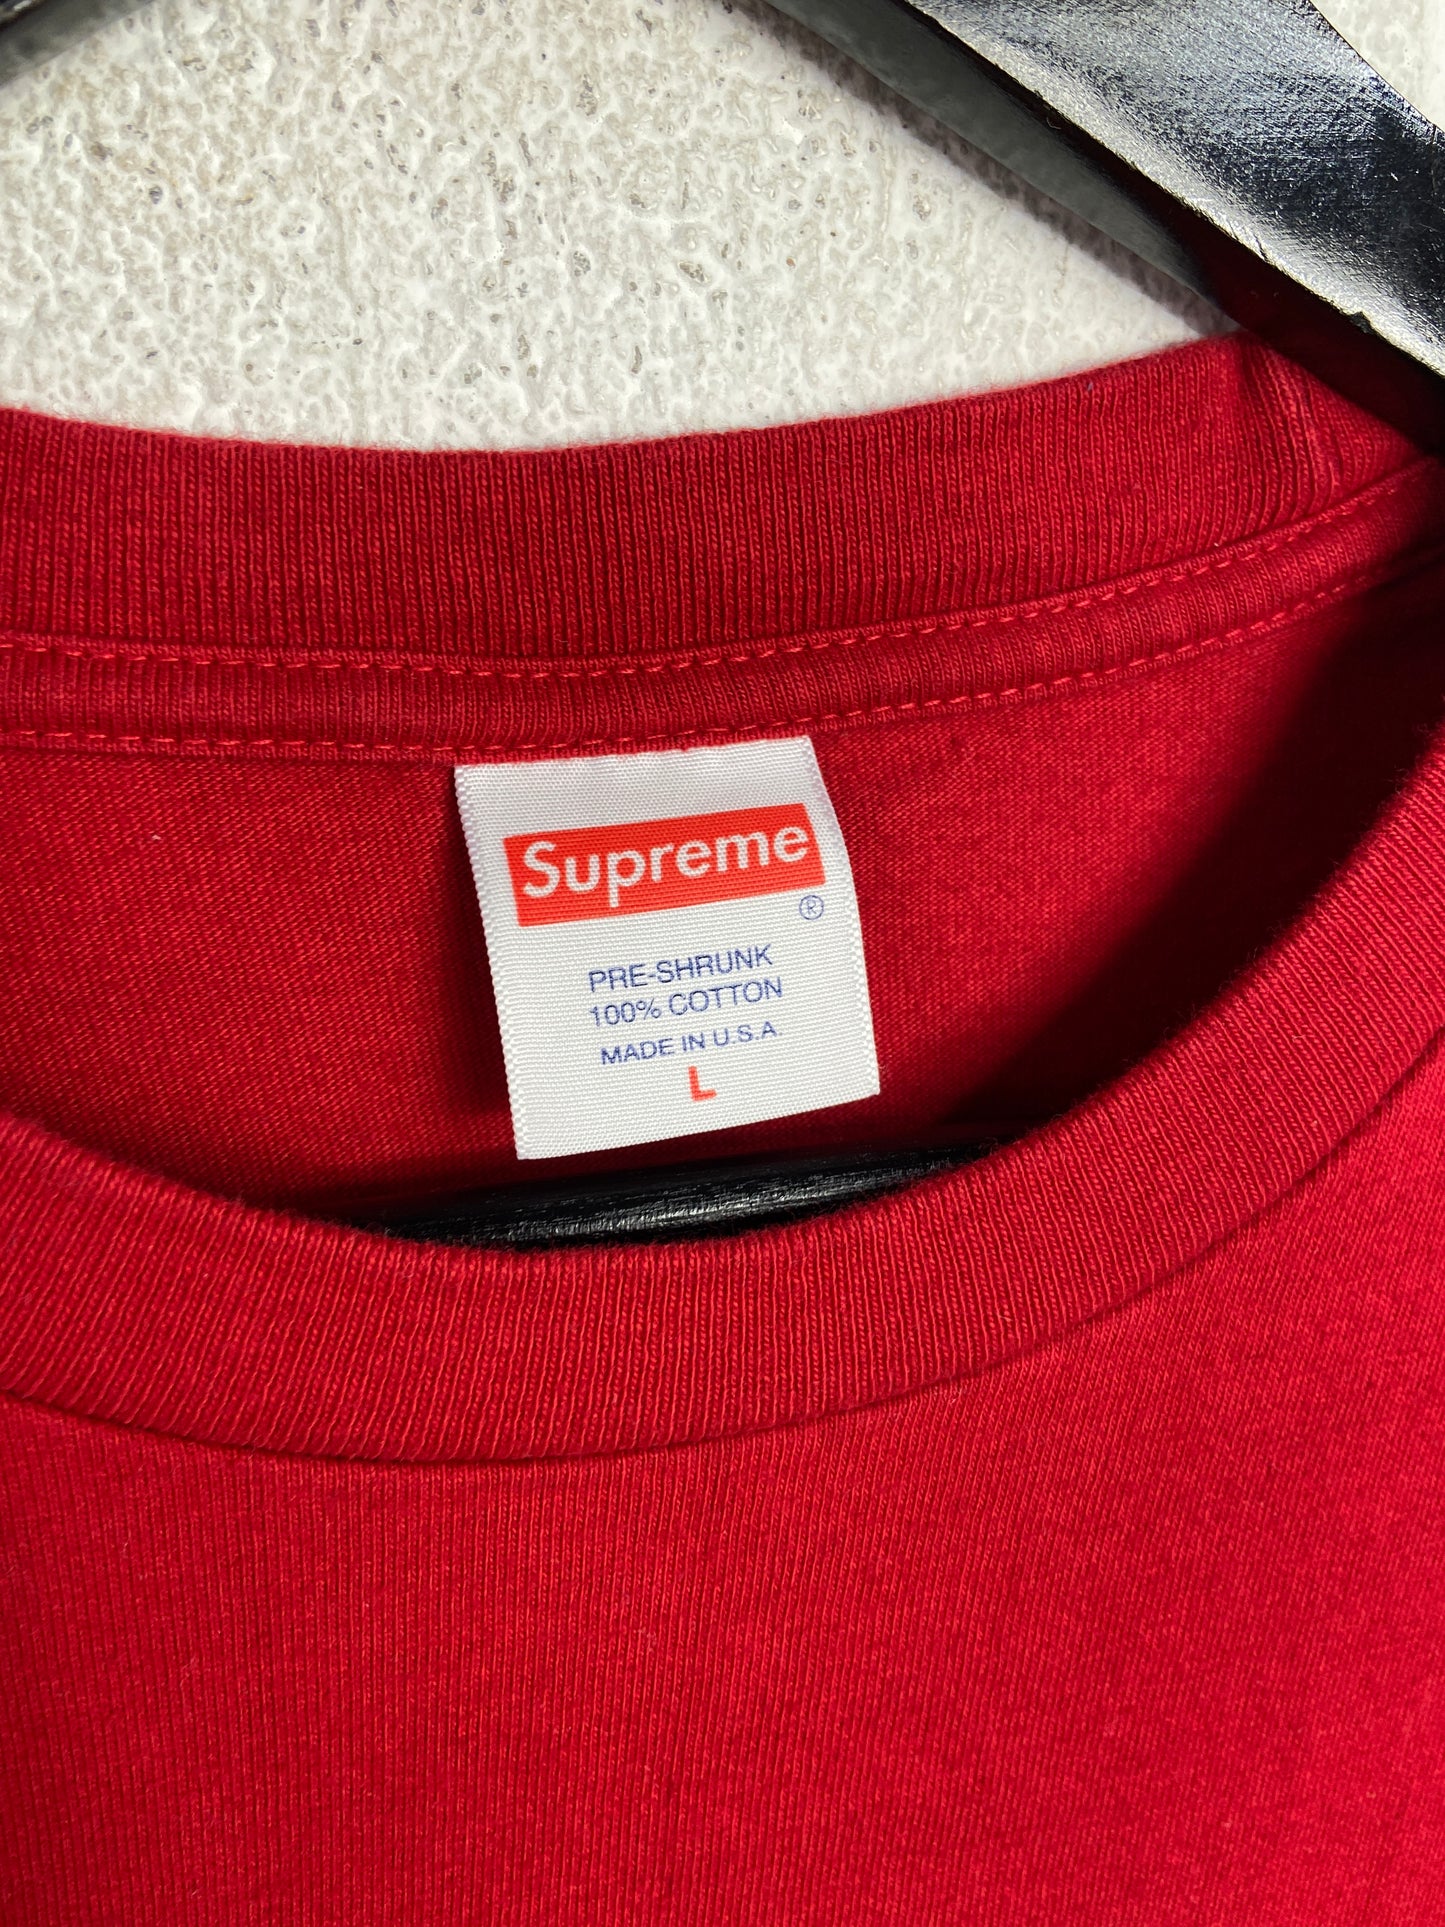 Supreme
®
PRE-SHRUNK
100% COTTON
MADE IN U.S.A
L